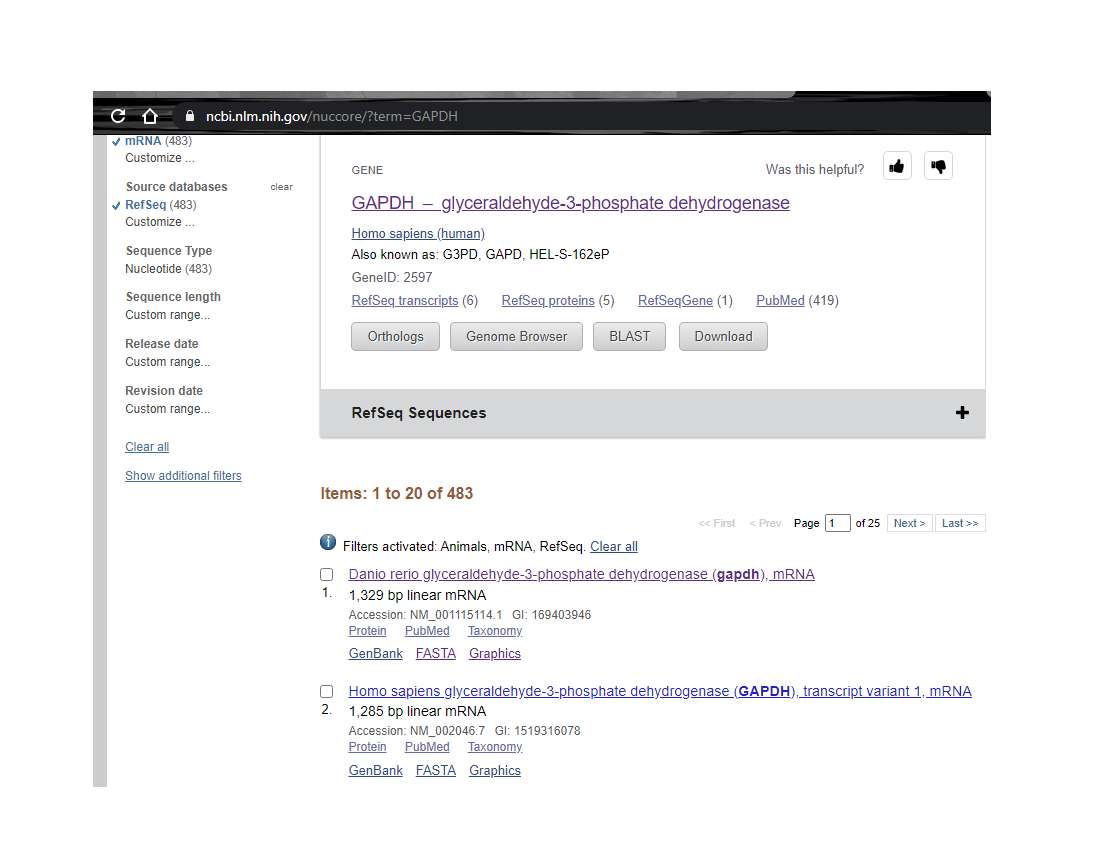 ncbi.nlm.nih.gov/nuccore/?term=GAPDH
mRNA (483)
Customize ...
Source databases clear
RefSeq (483)
Customize ...
Sequence Type
Nucleotide (483)
Sequence length
Custom range...
Release date
Custom range...
Revision date
Custom range...
Clear all
Show additional filters
GENE Was this helpful?
GAPDH – glyceraldehyde-3-phosphate dehydrogenase
Homo sapiens (human)
Also known as: G3PD, GAPD, HEL-S-162eP
GeneID: 2597
RefSeq transcripts (6) RefSeq proteins (5) RefSeqGene (1) PubMed (419)
Orthologs Genome Browser BLAST Download
RefSeq Sequences
Items: 1 to 20 of 483
<< First < Prev Page 1 of 25 Next > Last >>
Filters activated: Animals, mRNA, RefSeq. Clear all
Danio rerio glyceraldehyde-3-phosphate dehydrogenase (gapdh), mRNA
1. 1,329 bp linear mRNA
Accession: NM_001115114.1 GI: 169403946
Protein PubMed Taxonomy
GenBank FASTA Graphics
Homo sapiens glyceraldehyde-3-phosphate dehydrogenase (GAPDH), transcript variant 1, mRNA
2. 1,285 bp linear mRNA
Accession: NM_002046.7 GI: 1519316078
Protein PubMed Taxonomy
GenBank FASTA Graphics